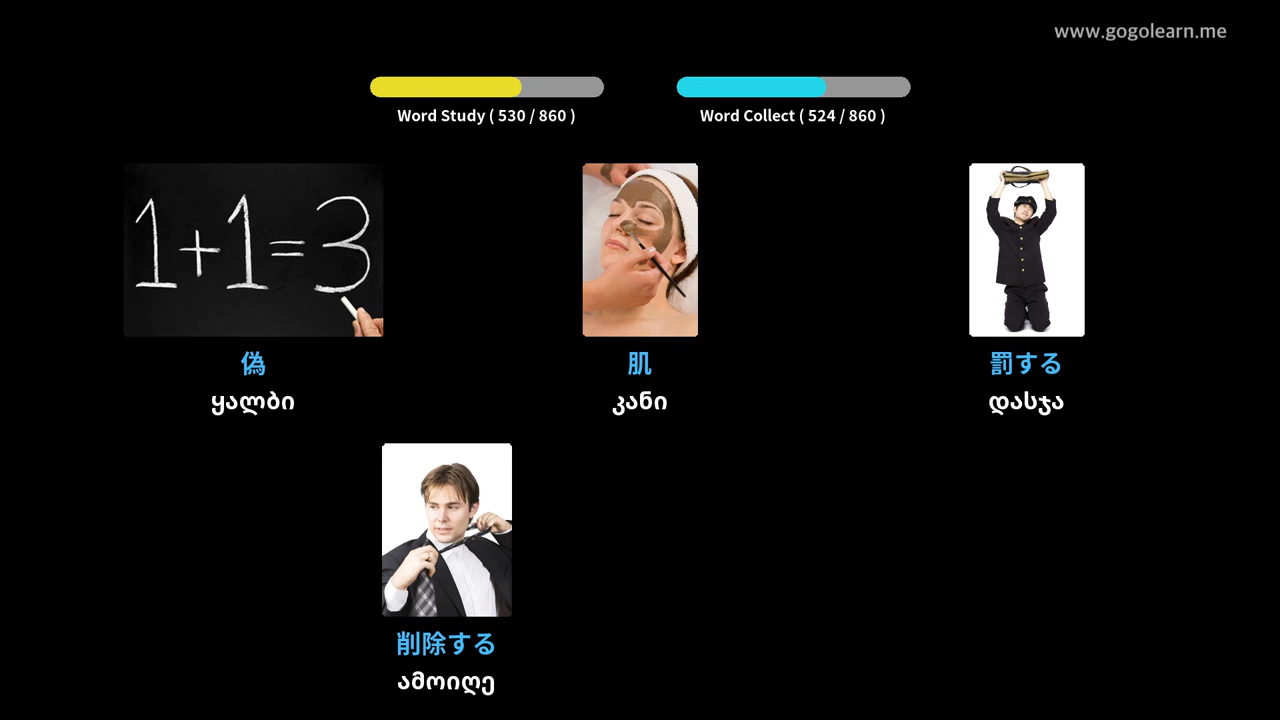 www.gogolearn.me
Word Study ( 530 / 860 )
Word Collect ( 524 / 860 )
1+1=3
偽
ყალბი
肌
კანი
罰する
დასჯა
削除する
ამოიღე